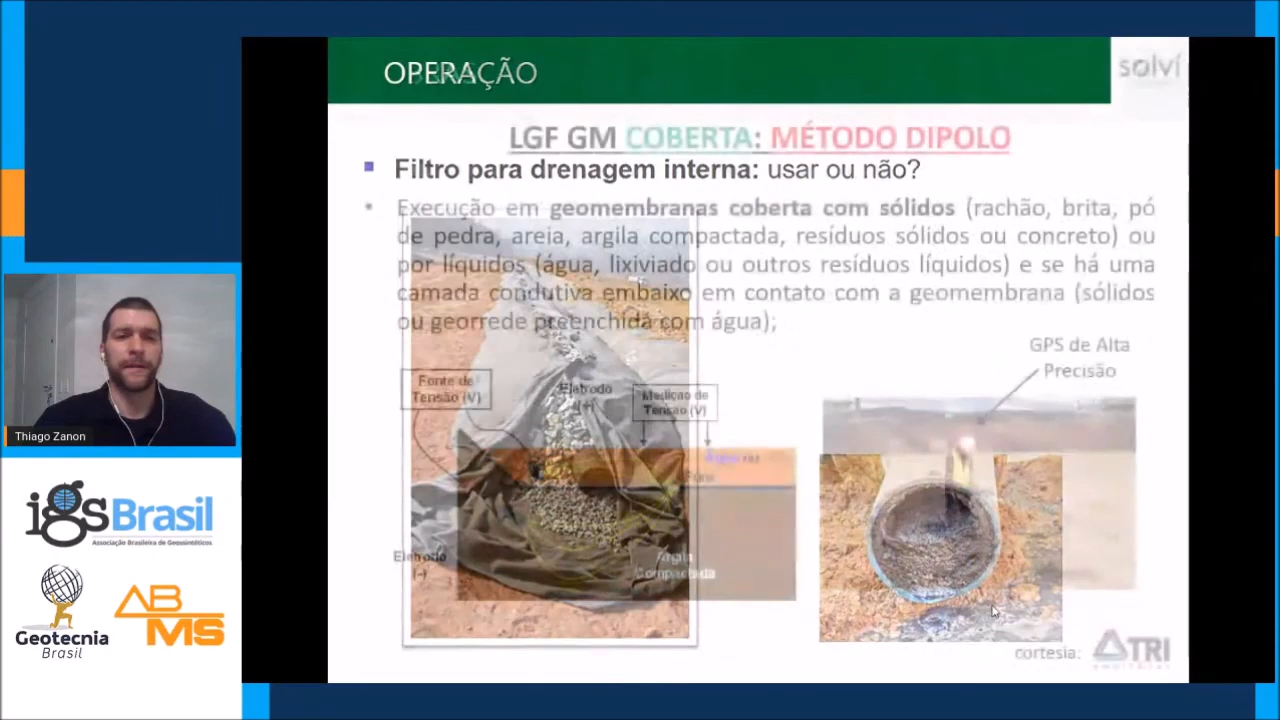 OPERAÇÃO
solví
LGF GM COBERTA: MÉTODO DIPOLO
Filtro para drenagem interna: usar ou não?
Execução em geomembranas coberta com sólidos (rachão, brita, pó
de pedra, areia, argila compactada, resíduos sólidos ou concreto) ou
por líquidos (água, lixiviado ou outros resíduos líquidos) e se há uma
camada condutiva embaixo em contato com a geomembrana (sólidos
ou georrede preenchida com água);
GPS de Alta
Precisão
Fonte de
Tensão (V)
Eletrodo
(+)
Medição de
Tensão (V)
Furo
Eletrodo
(-)
Argila
Compactada
cortesia:
TRI
AMBIENTAL
Thiago Zanon
igsBrasil
Associação Brasileira de Geossintéticos
Geotecnia
Brasil
ABMS